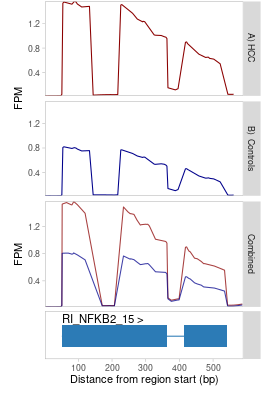 1.2
0.8
0.4
A) HCC
FPM
1.2
0.8
0.4
B) Controls
1.2
0.8
0.4
FPM
Combined
RI_NFKB2_15 >
100 200 300 400 500
Distance from region start (bp)